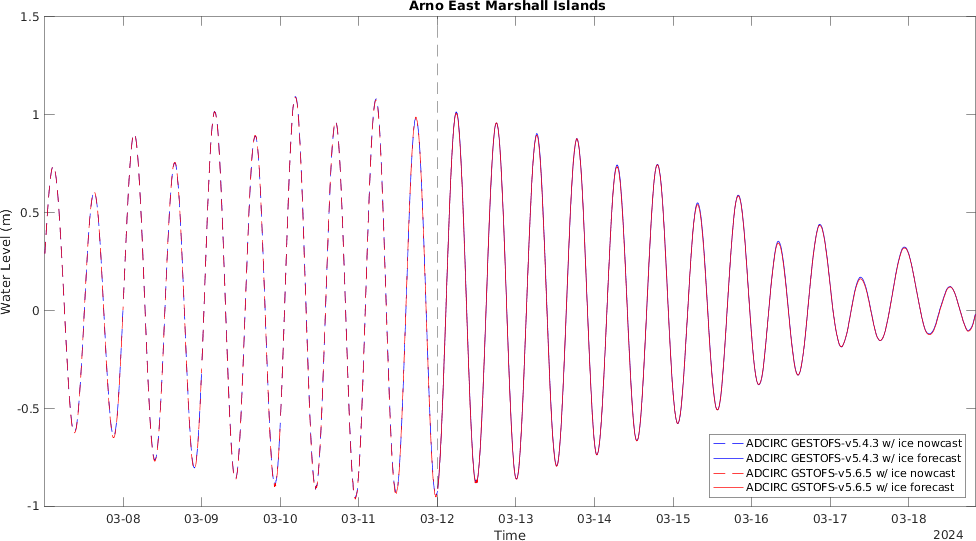 Arno East Marshall Islands
1.5
1
0.5
0
-0.5
-1
Water Level (m)
03-08 03-09 03-10 03-11 03-12 03-13 03-14 03-15 03-16 03-17 03-18
Time
2024
ADCIRC GESTOFS-v5.4.3 w/ ice nowcast
ADCIRC GESTOFS-v5.4.3 w/ ice forecast
ADCIRC GSTOFS-v5.6.5 w/ ice nowcast
ADCIRC GSTOFS-v5.6.5 w/ ice forecast